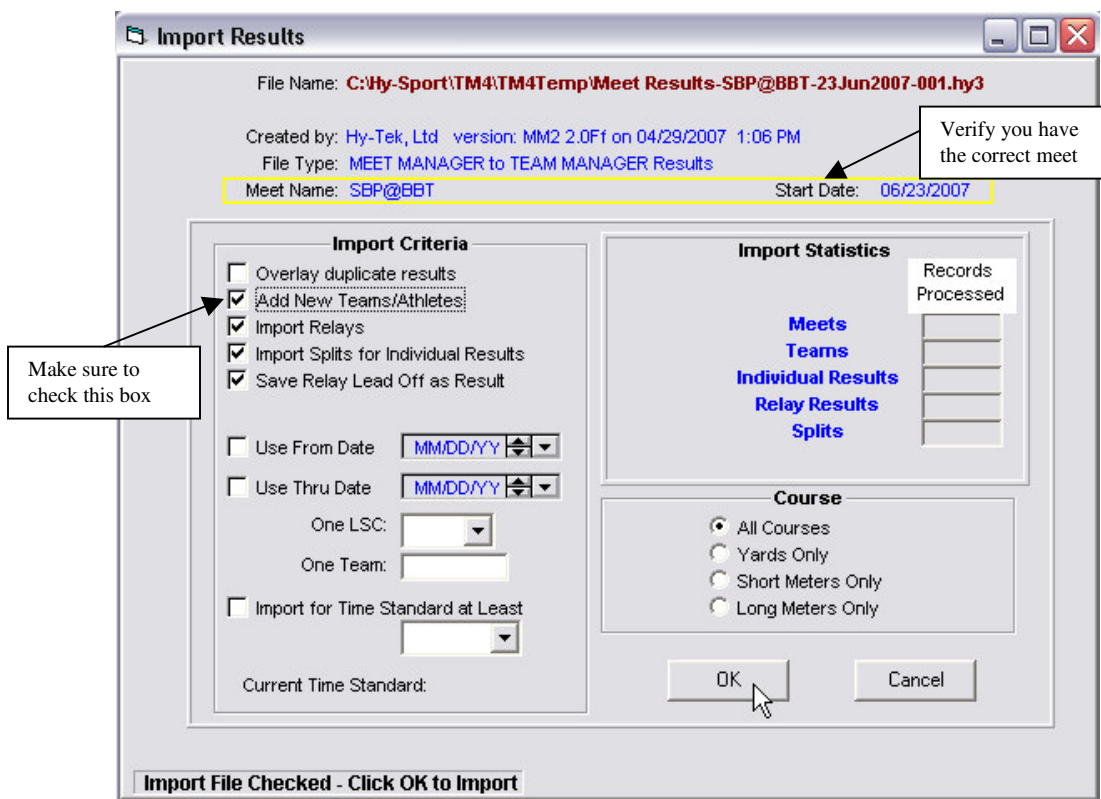 Import Results
File Name: C:\Hy-Sport\TM4\TM4Temp\Meet Results-SBP@BBT-23Jun2007-001.hy3
Created by: Hy-Tek, Ltd version: MM2 2.0Ff on 04/29/2007 1:06 PM
File Type: MEET MANAGER to TEAM MANAGER Results
Meet Name: SBP@BBT Start Date: 06/23/2007
Verify you have
the correct meet
Import Criteria
Overlay duplicate results
Add New Teams/Athletes
Import Relays
Import Splits for Individual Results
Save Relay Lead Off as Result
Make sure to
check this box
Use From Date MM/DD/YY
Use Thru Date MM/DD/YY
One LSC:
One Team:
Import for Time Standard at Least
Current Time Standard:
Import Statistics
Records
Processed
Meets
Teams
Individual Results
Relay Results
Splits
Course
All Courses
Yards Only
Short Meters Only
Long Meters Only
OK
Cancel
Import File Checked - Click OK to Import